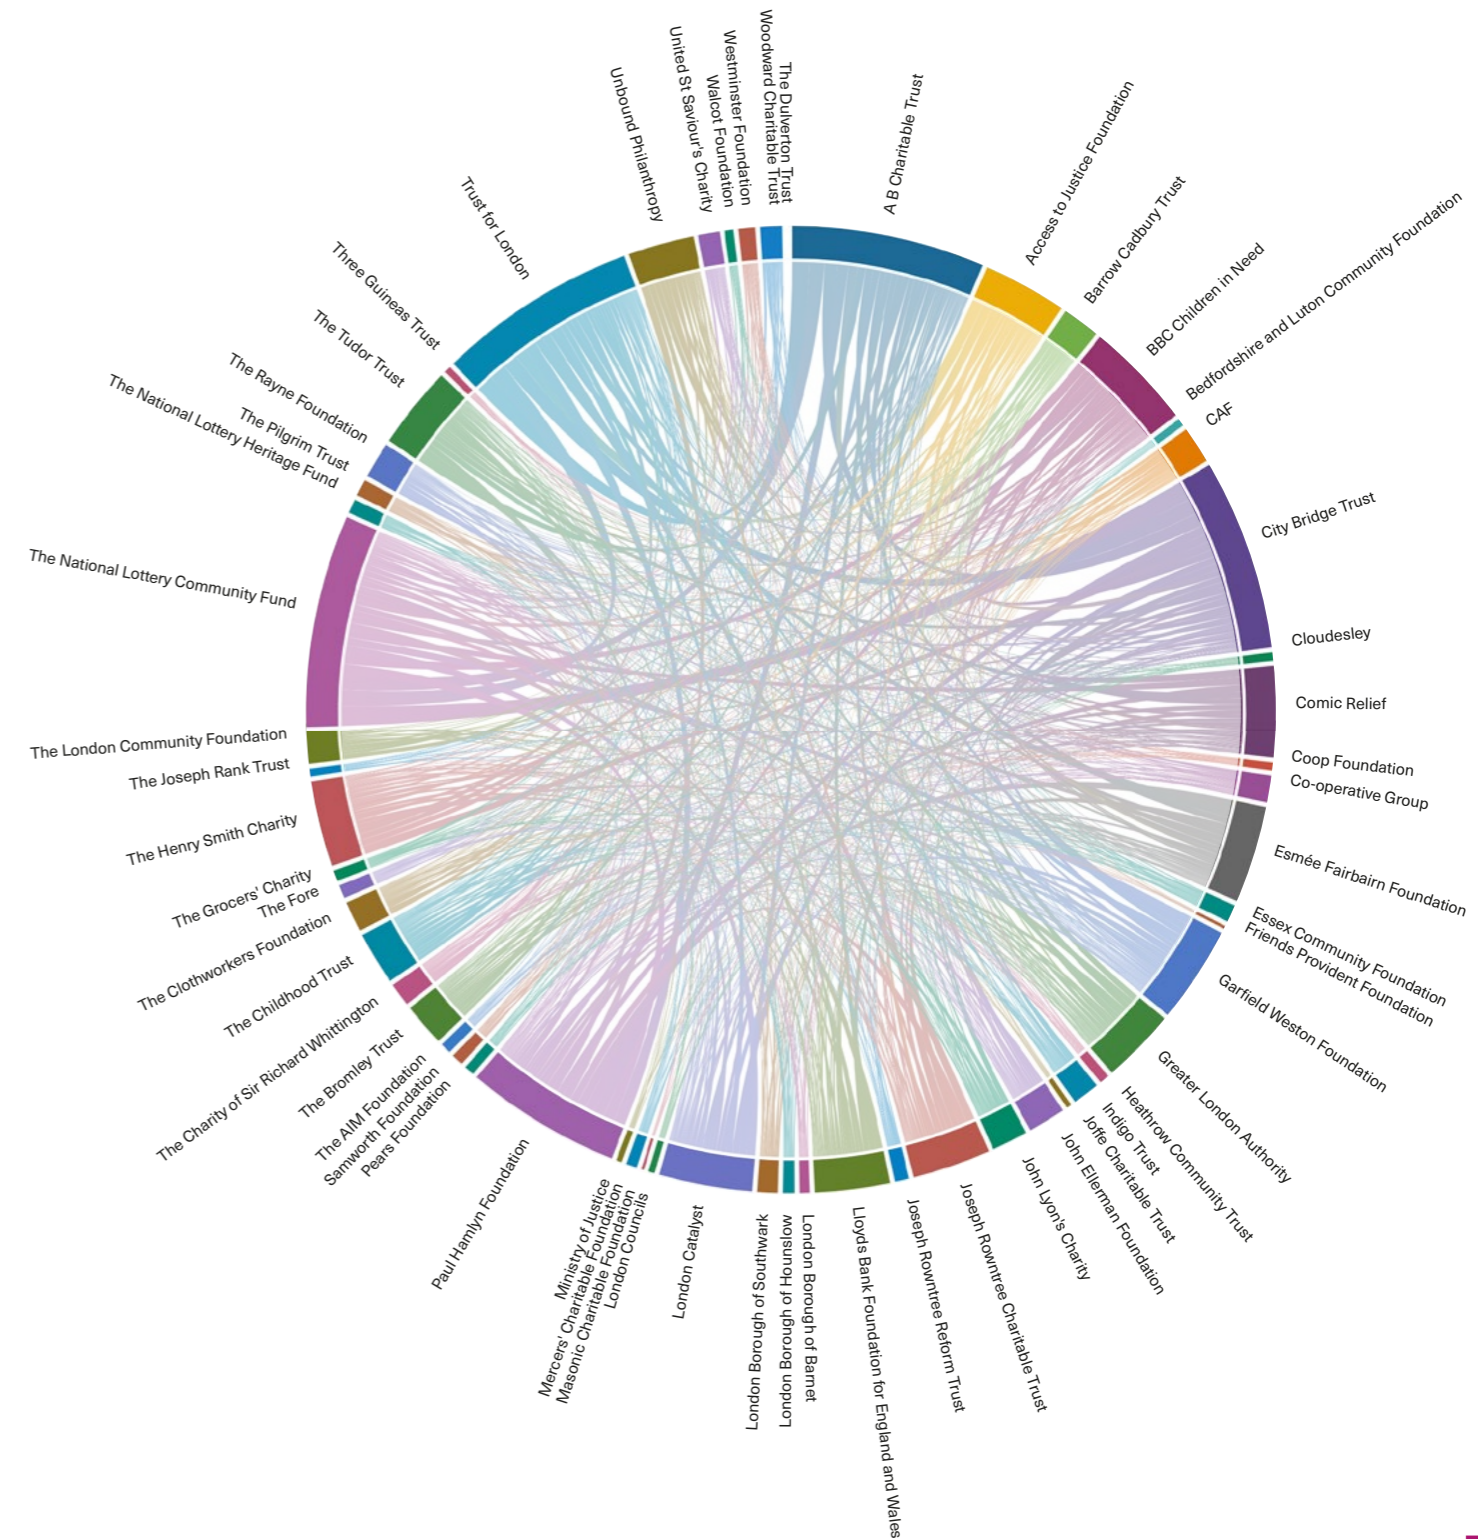 A B Charitable Trust
Access to Justice Foundation
Barrow Cadbury Trust
BBC Children in Need
Bedfordshire and Luton Community Foundation
CAF
City Bridge Trust
Cloudesley
Comic Relief
Coop Foundation
Co-operative Group
Esmée Fairbairn Foundation
Essex Community Foundation
Friends Provident Foundation
Garfield Weston Foundation
Greater London Authority
Heathrow Community Trust
Indigo Trust
Joffe Charitable Trust
John Ellerman Foundation
John Lyon's Charity
Joseph Rowntree Charitable Trust
Joseph Rowntree Reform Trust
Lloyds Bank Foundation for England and Wales
London Borough of Barnet
London Borough of Hounslow
London Borough of Southwark
London Catalyst
London Councils
Masonic Charitable Foundation
Mercers' Charitable Foundation
Ministry of Justice
Paul Hamlyn Foundation
Pears Foundation
Samworth Foundation
The AIM Foundation
The Bromley Trust
The Charity of Sir Richard Whittington
The Childhood Trust
The Clothworkers Foundation
The Fore
The Grocers' Charity
The Henry Smith Charity
The Joseph Rank Trust
The London Community Foundation
The National Lottery Community Fund
The National Lottery Heritage Fund
The Pilgrim Trust
The Rayne Foundation
The Tudor Trust
Three Guineas Trust
Trust for London
Unbound Philanthropy
United St Saviour's Charity
Walcot Foundation
Westminster Foundation
Woodward Charitable Trust
The Dulverton Trust